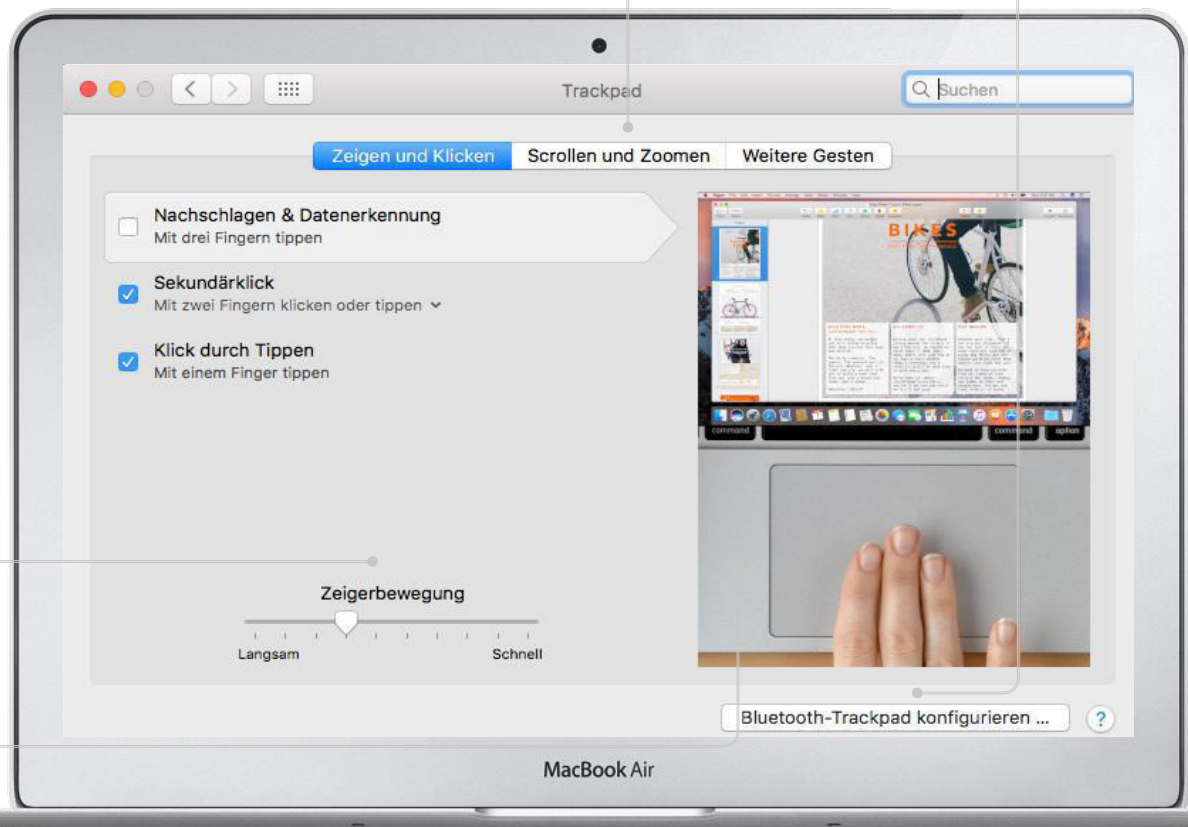 Trackpad
Suchen
Zeigen und Klicken
Scrollen und Zoomen
Weitere Gesten
Nachschlagen & Datenerkennung
Mit drei Fingern tippen
Sekundärklick
Mit zwei Fingern klicken oder tippen
Klick durch Tippen
Mit einem Finger tippen
BIKES
command
command
option
Zeigerbewegung
Langsam
Schnell
Bluetooth-Trackpad konfigurieren ...
?
MacBook Air